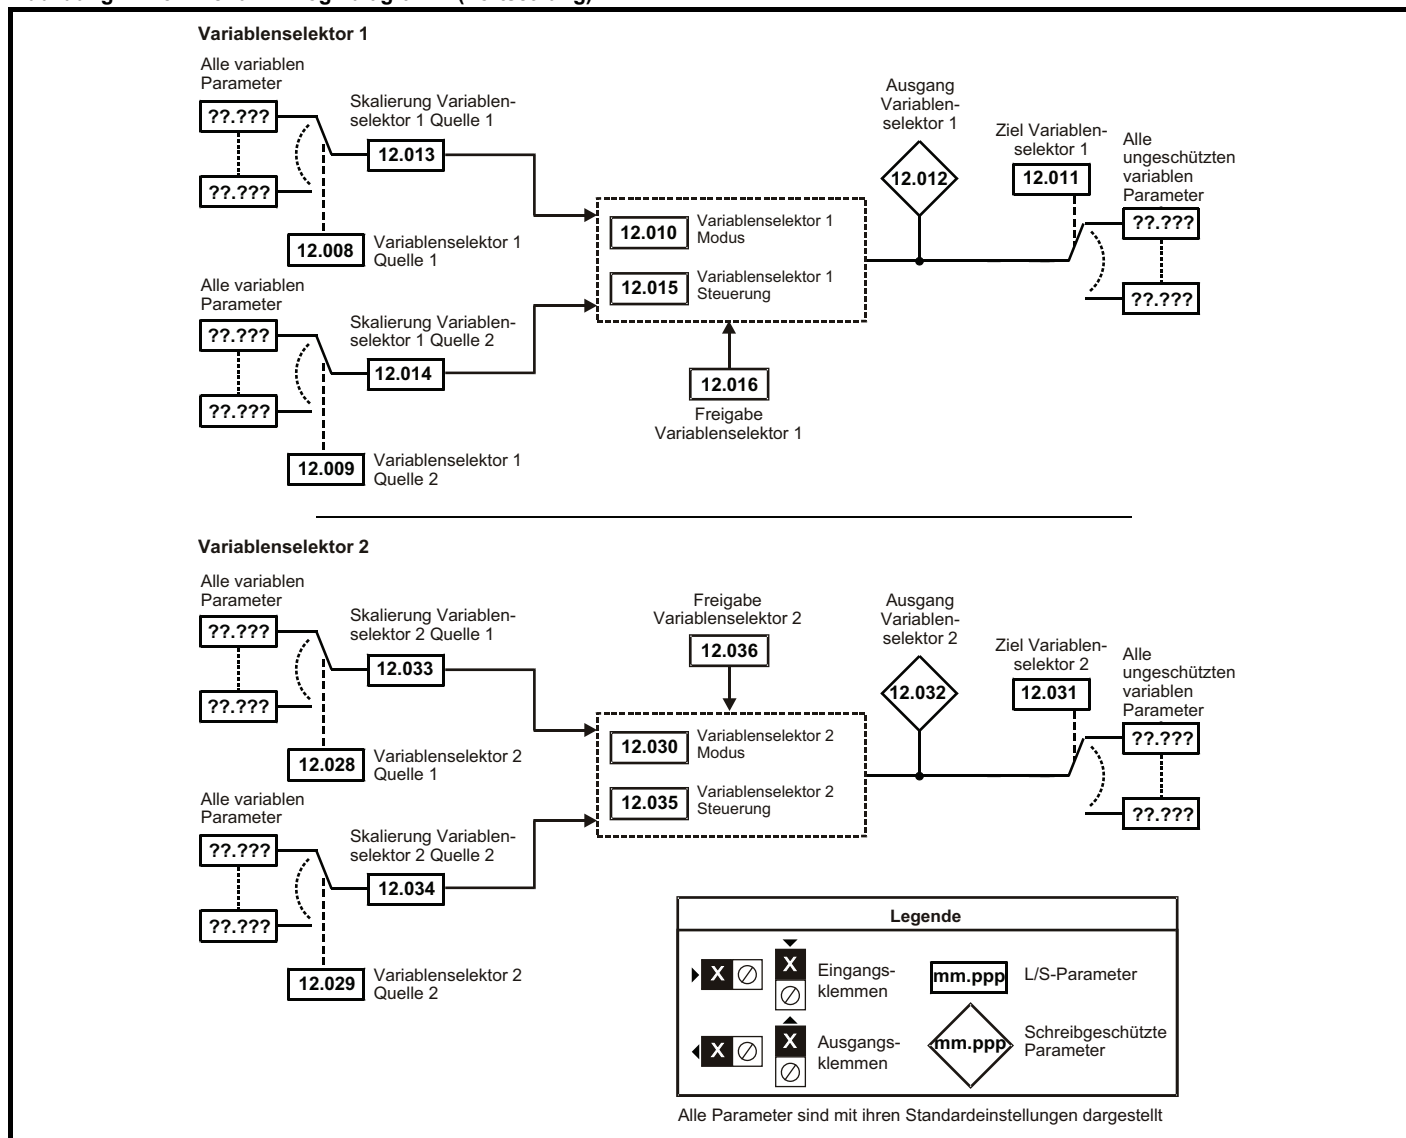 Variablenselektor 1
Alle variablen
Parameter
??.???
??.???
Skalierung Variablen-
selektor 1 Quelle 1
12.013
12.008
Variablenselektor 1
Quelle 1
Alle variablen
Parameter
??.???
??.???
Skalierung Variablen-
selektor 1 Quelle 2
12.014
12.009
Variablenselektor 1
Quelle 2
12.010
Variablenselektor 1
Modus
12.015
Variablenselektor 1
Steuerung
12.016
Freigabe
Variablenselektor 1
Ausgang
Variablen-
selektor 1
12.012
Ziel Variablen-
selektor 1
12.011
Alle
ungeschützten
variablen
Parameter
??.???
??.???
Variablenselektor 2
Alle variablen
Parameter
??.???
??.???
Skalierung Variablen-
selektor 2 Quelle 1
12.033
12.028
Variablenselektor 2
Quelle 1
Alle variablen
Parameter
??.???
??.???
Skalierung Variablen-
selektor 2 Quelle 2
12.034
12.029
Variablenselektor 2
Quelle 2
Freigabe
Variablenselektor 2
12.036
12.030
Variablenselektor 2
Modus
12.035
Variablenselektor 2
Steuerung
Ausgang
Variablen-
selektor 2
12.032
Ziel Variablen-
selektor 2
12.031
Alle
ungeschützten
variablen
Parameter
??.???
??.???
Legende
X
X
Eingangs-
klemmen
mm.ppp
L/S-Parameter
X
X
Ausgangs-
klemmen
mm.ppp
Schreibgeschützte
Parameter
Alle Parameter sind mit ihren Standardeinstellungen dargestellt